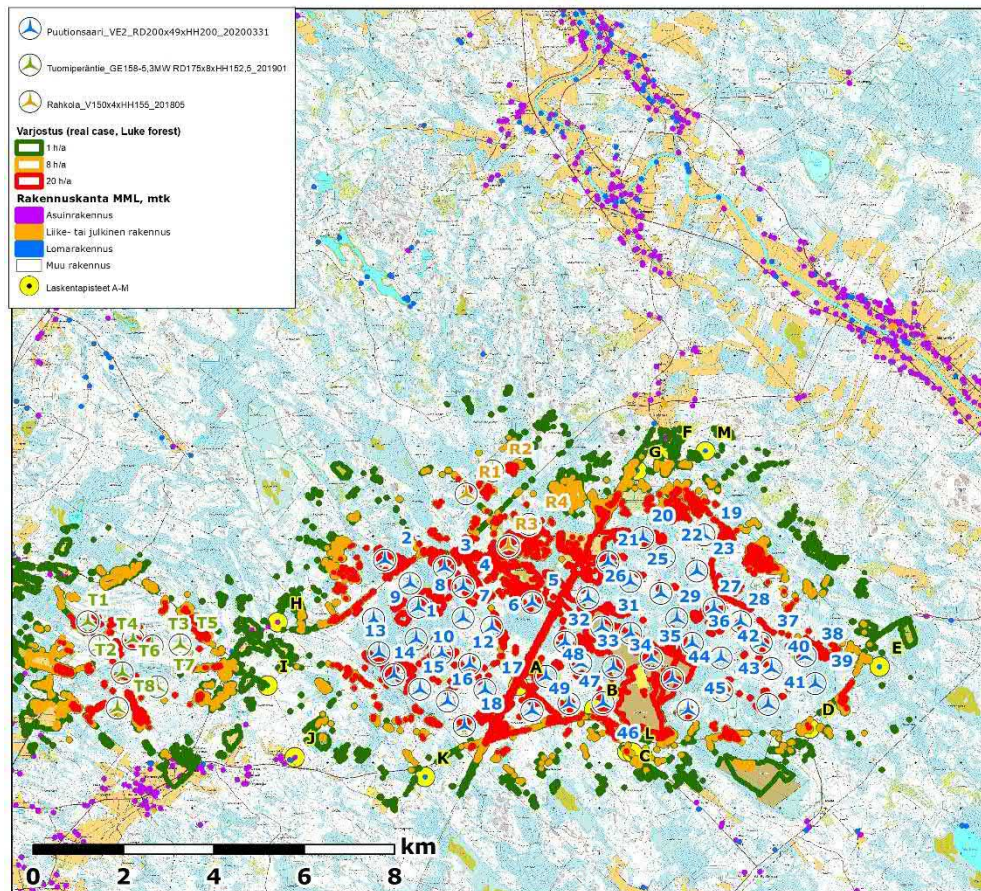 Puutionsaari_VE2_RD200x49xHH200_20200331
Tuomiperäntie_GE158-5,3MW RD175x8xHH152,5_201901
Rahkola_V150x4xHH155_201805
Varjostus (real case, Luke forest)
1 h/a
8 h/a
20 h/a
Rakennuskanta MML, mtk
Asuinrakennus
Liike- tai julkinen rakennus
Lomarakennus
Muu rakennus
Laskentapisteet A-M
F M
G
R2
R1
R4
R3
20 19
2 3 21 22 23
4 25
8 5 26 27
9 7 28
1 6 31 29
H 13 32 36 37
T1 T4 T3 T5
T2 T6 T7
10 12 33 34 35 42 38
14 48 44 40 39 E
I 15 17 A 43
T8 16 47 41
18 49 B 45
46 L D
J K C
km
0 2 4 6 8